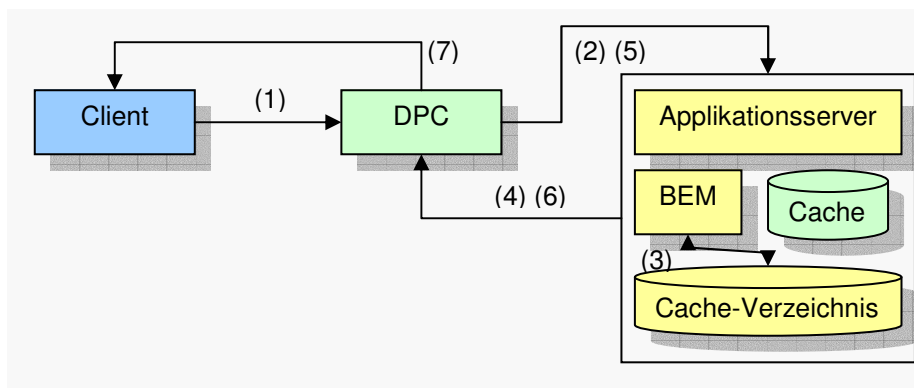 (7)
(2) (5)
Client
(1)
DPC
Applikationsserver
(4) (6)
BEM
Cache
(3)
Cache-Verzeichnis